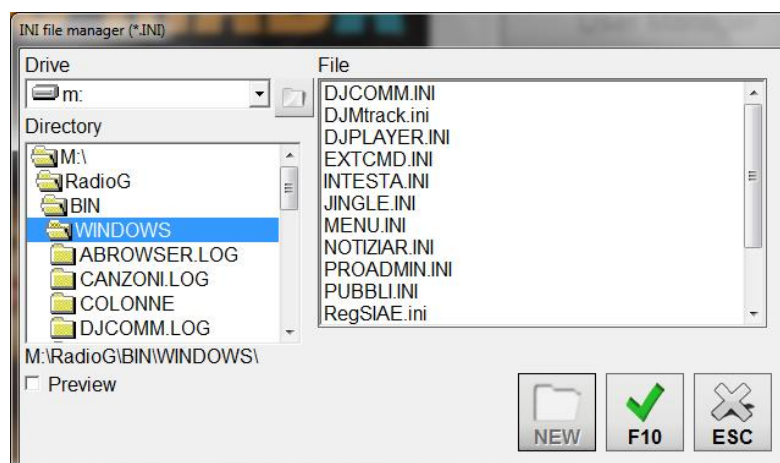 INI file manager (*.INI)
Drive
m:
Directory
M:\
RadioG
BIN
WINDOWS
ABROWSER.LOG
CANZONI.LOG
COLONNE
DJCOMM.LOG
M:\RadioG\BIN\WINDOWS\
Preview
File
DJCOMM.INI
DJMtrack.ini
DJPLAYER.INI
EXTCMD.INI
INTESTA.INI
JINGLE.INI
MENU.INI
NOTIZIAR.INI
PROADMIN.INI
PUBBLI.INI
RegSIAE.ini
NEW
F10
ESC